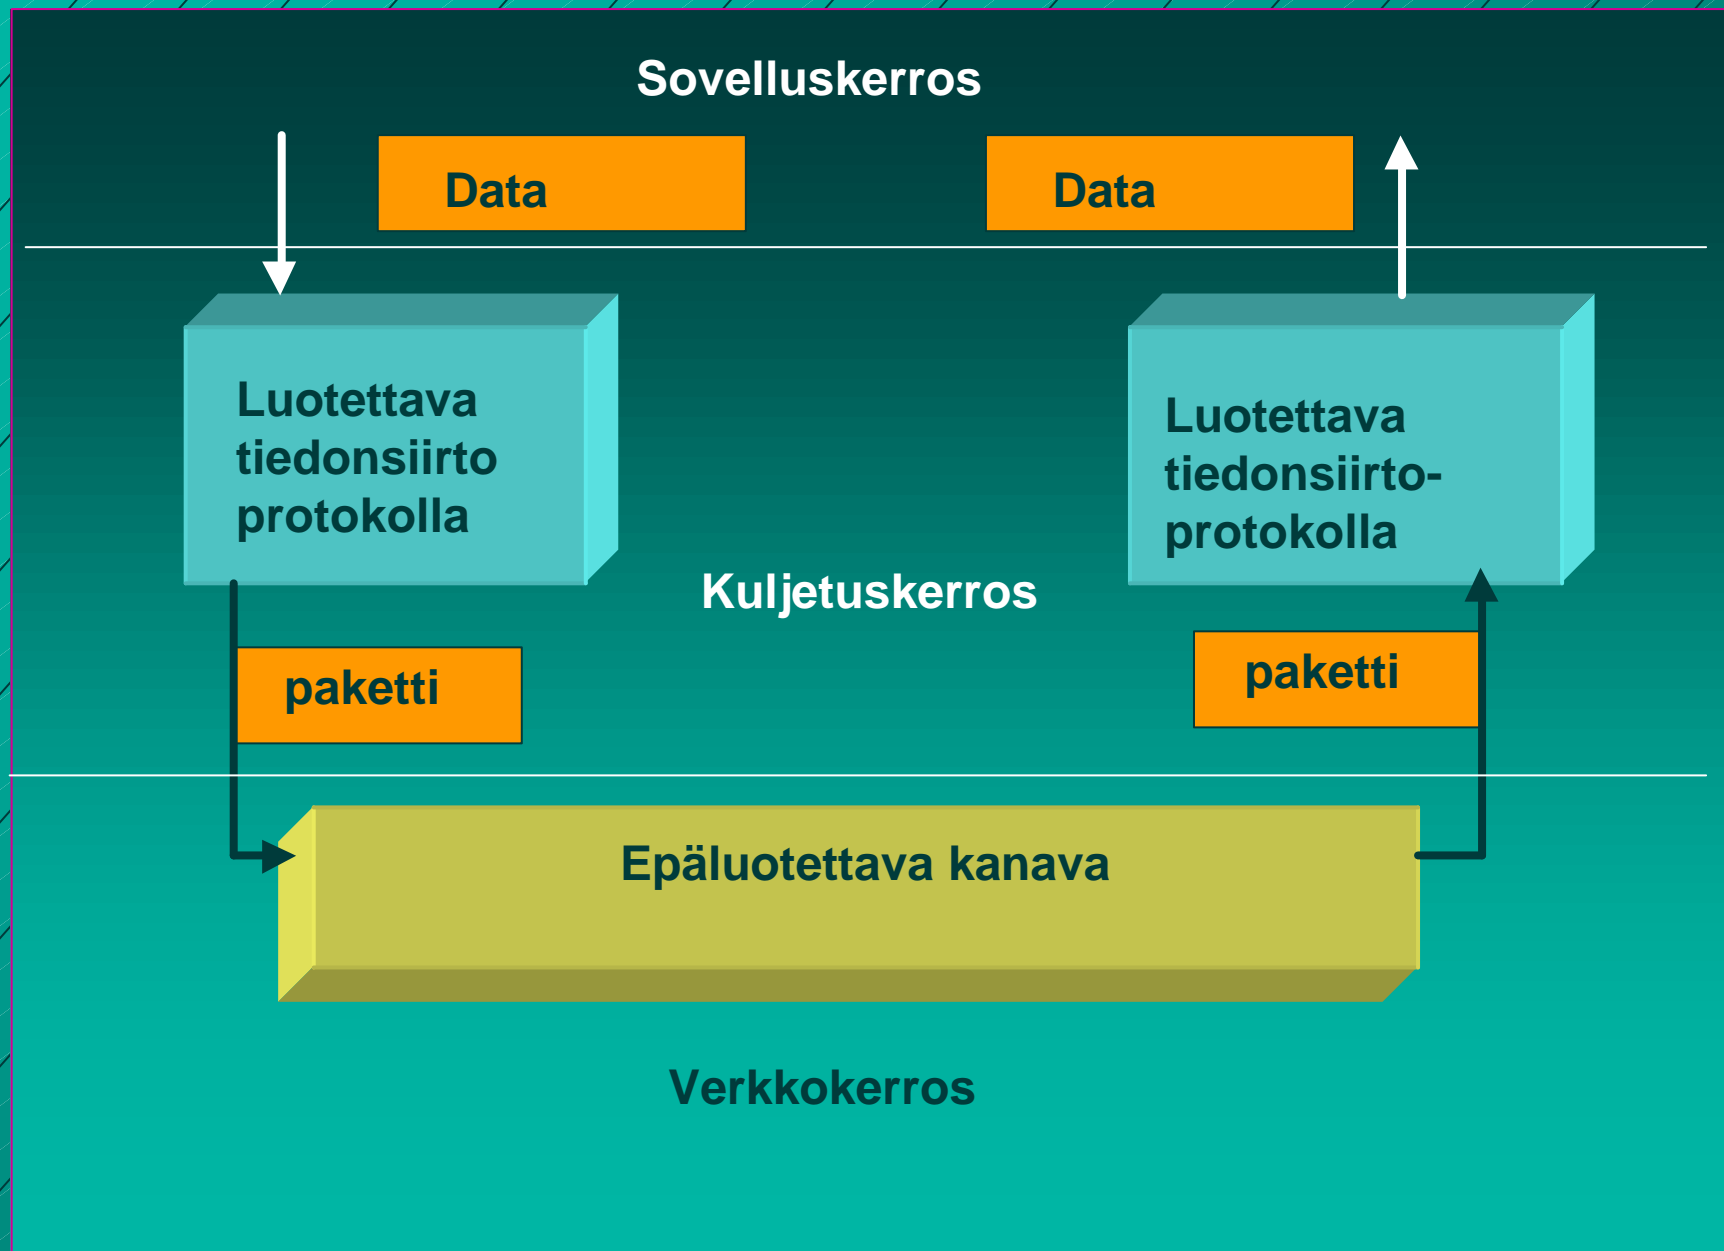 Sovelluskerros
Data
Data
Luotettava
tiedonsiirto
protokolla
Luotettava
tiedonsiirto-
protokolla
Kuljetuskerros
paketti
paketti
Epäluotettava kanava
Verkkokerros